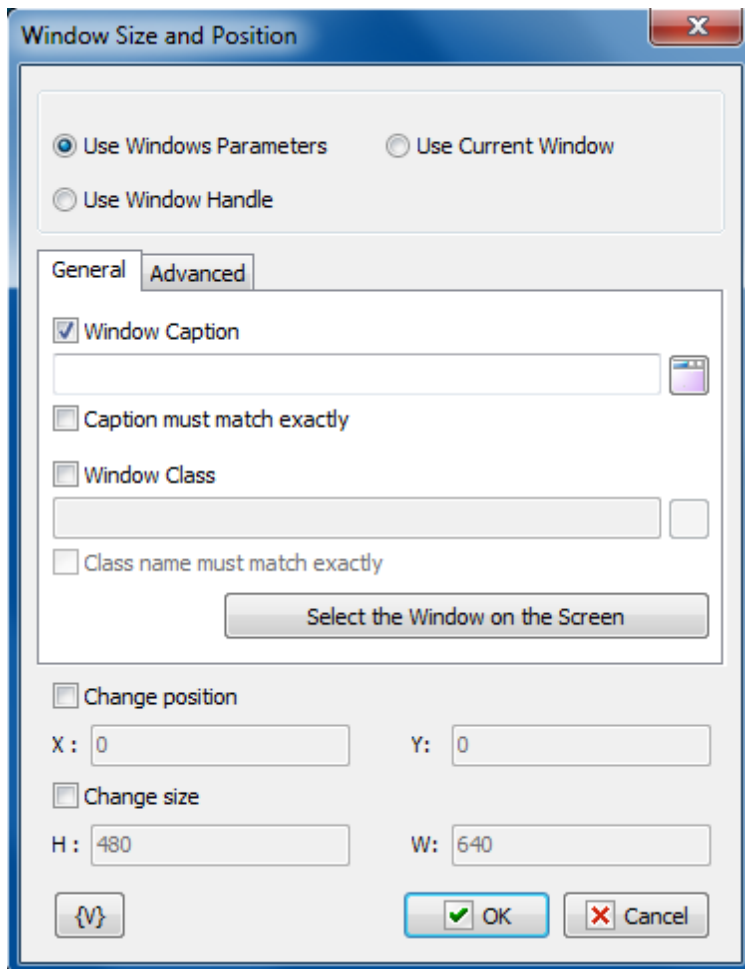 Window Size and Position
Use Windows Parameters Use Current Window
Use Window Handle
General Advanced
Window Caption
Caption must match exactly
Window Class
Class name must match exactly
Select the Window on the Screen
Change position
X : 0 Y: 0
Change size
H : 480 W: 640
{V} OK Cancel